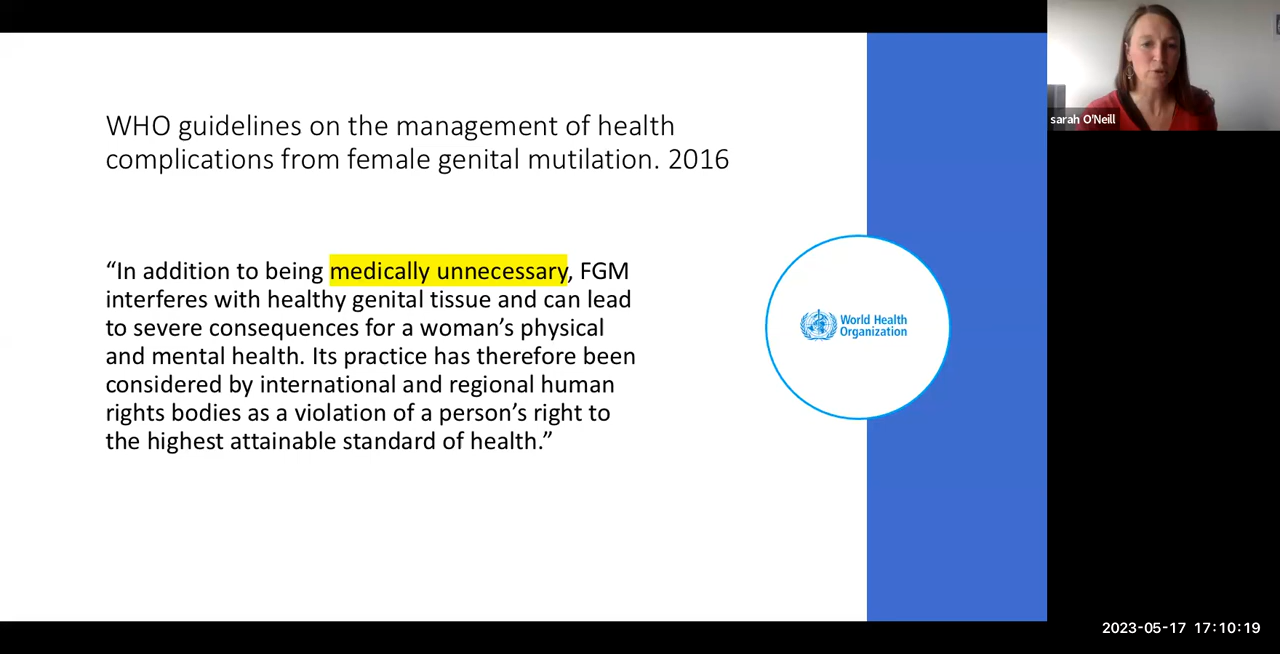 WHO guidelines on the management of health
complications from female genital mutilation. 2016
“In addition to being medically unnecessary, FGM
interferes with healthy genital tissue and can lead
to severe consequences for a woman’s physical
and mental health. Its practice has therefore been
considered by international and regional human
rights bodies as a violation of a person’s right to
the highest attainable standard of health.”
World Health
Organization
sarah O'Neill
2023-05-17 17:10:19